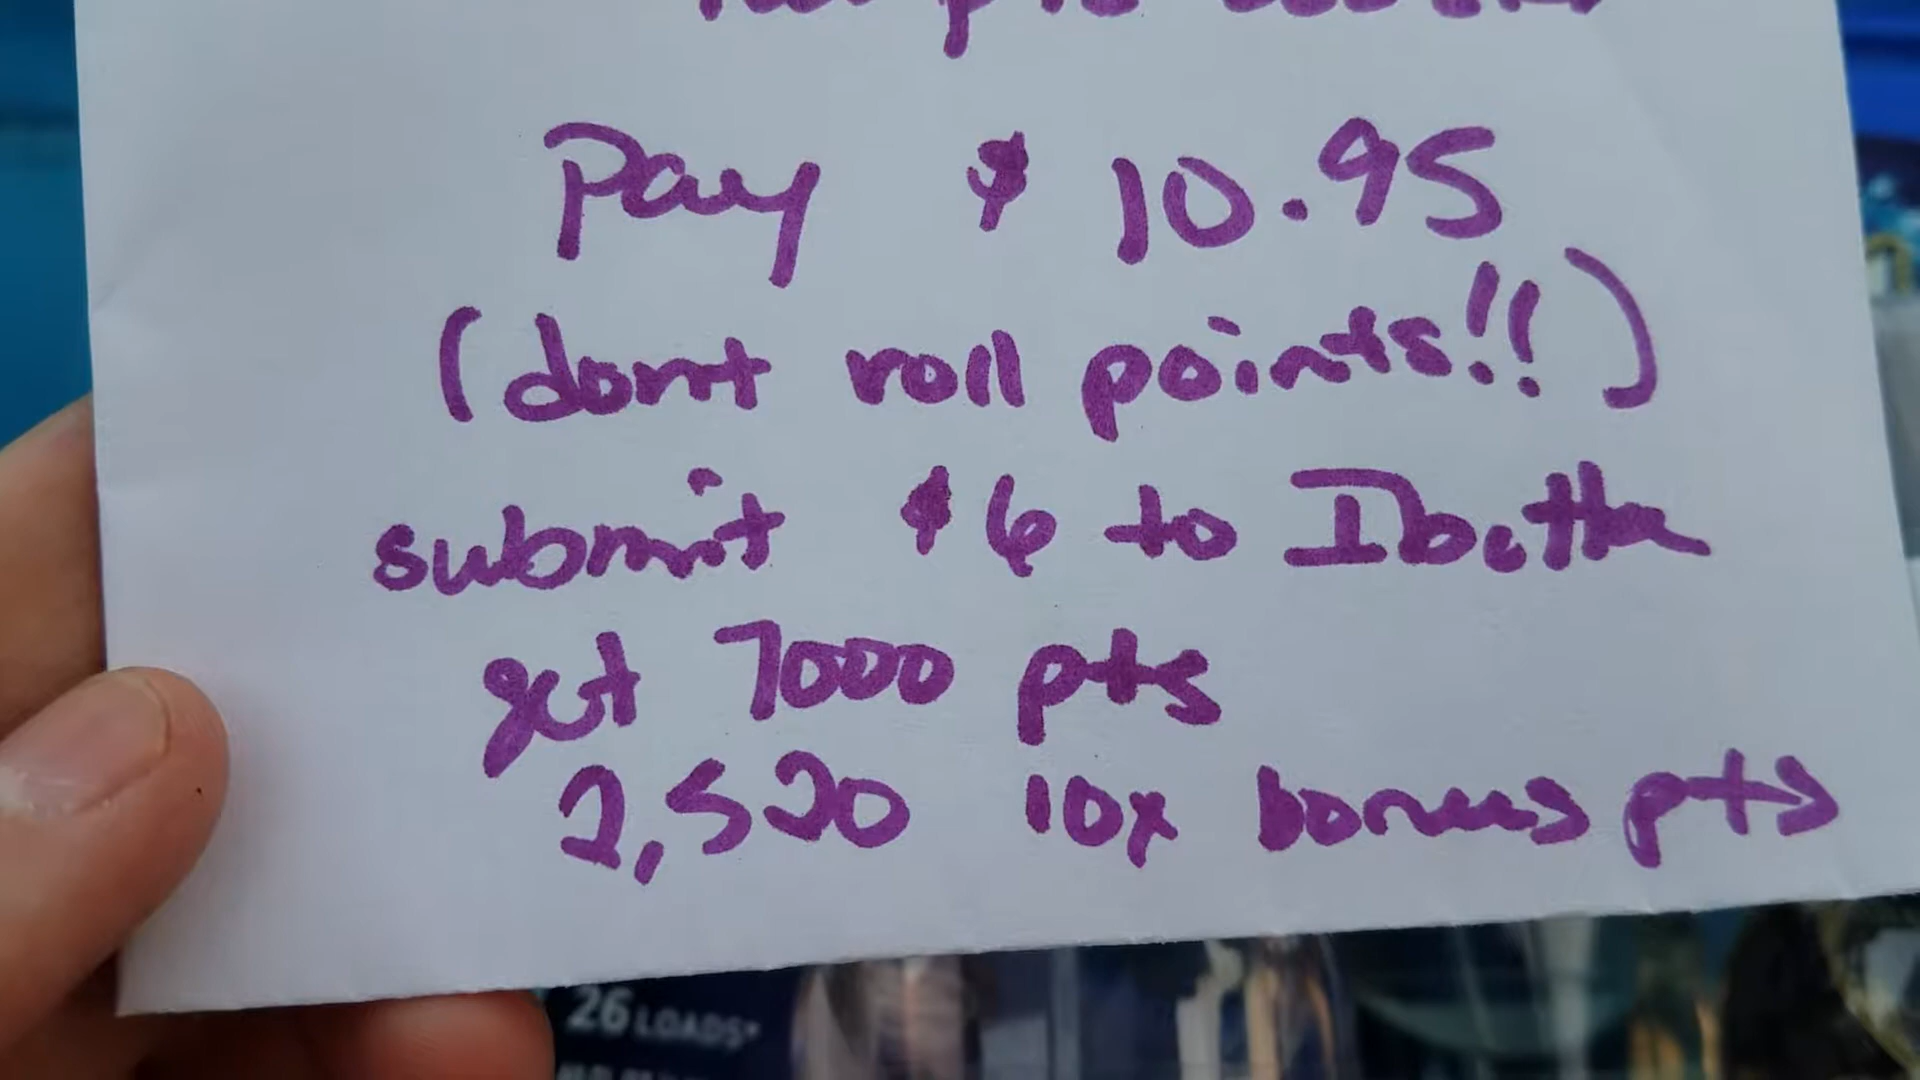 Pay $ 10.95
(dont roll points!!)
submit $6 to Ibotta
get 7000 pts
2,520 10x bonus pts
26 LOADS*